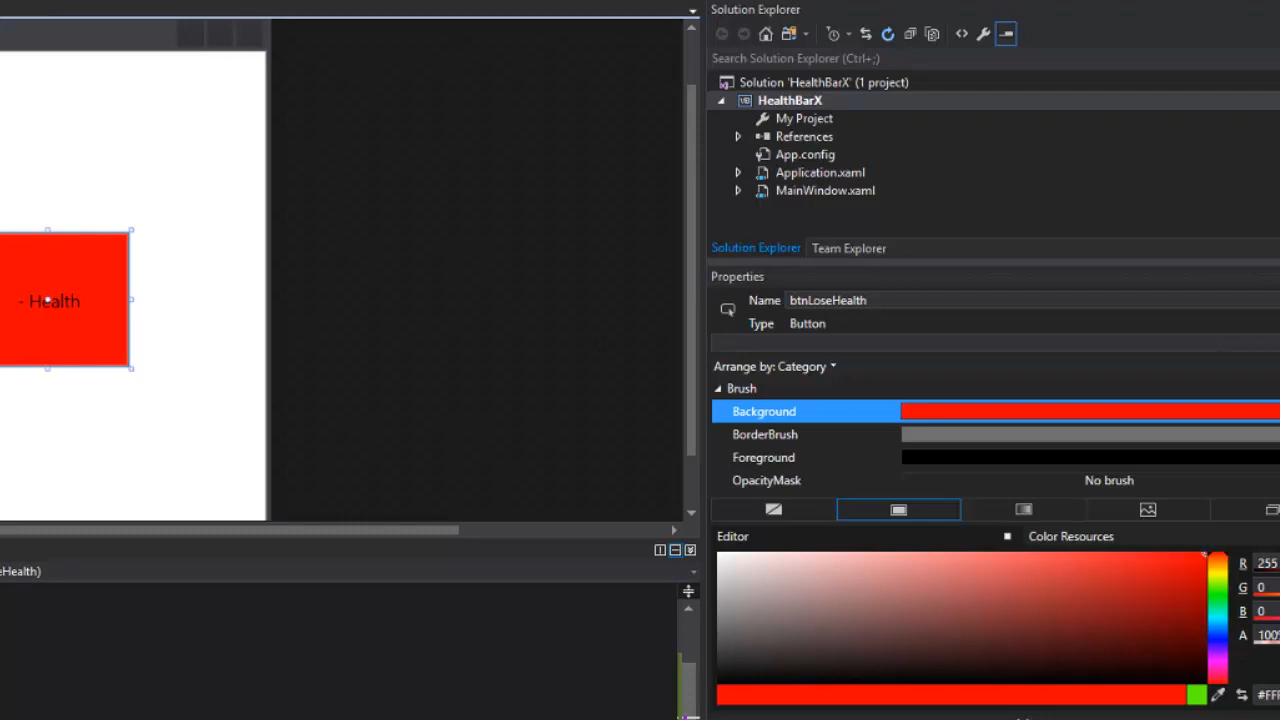 Solution Explorer
Search Solution Explorer (Ctrl+;)
Solution 'HealthBarX' (1 project)
VB HealthBarX
My Project
References
App.config
Application.xaml
MainWindow.xaml
Solution Explorer Team Explorer
Properties
Name btnLoseHealth
Type Button
Arrange by: Category
Brush
Background
BorderBrush
Foreground
OpacityMask No brush
Editor Color Resources
R 255
G 0
B 0
A 100%
#FF
- Health
eHealth)